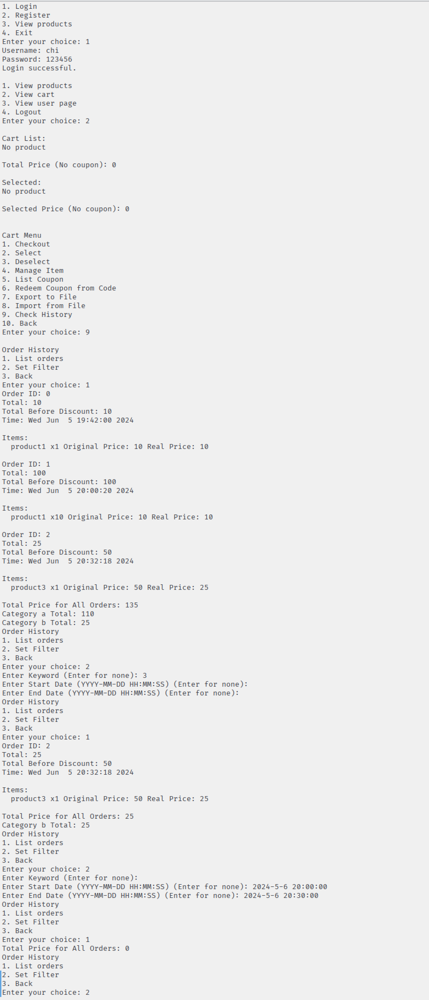 1. Login
2. Register
3. View products
4. Exit
Enter your choice: 1
Username: chi
Password: 123456
Login successful.

1. View products
2. View cart
3. View user page
4. Logout
Enter your choice: 2

Cart List:
No product

Total Price (No coupon): 0

Selected:
No product

Selected Price (No coupon): 0


Cart Menu
1. Checkout
2. Select
3. Deselect
4. Manage Item
5. List Coupon
6. Redeem Coupon from Code
7. Export to File
8. Import from File
9. Check History
10. Back
Enter your choice: 9

Order History
1. List orders
2. Set Filter
3. Back
Enter your choice: 1
Order ID: 0
Total: 10
Total Before Discount: 10
Time: Wed Jun  5 19:42:00 2024

Items:
  product1 x1 Original Price: 10 Real Price: 10

Order ID: 1
Total: 100
Total Before Discount: 100
Time: Wed Jun  5 20:00:20 2024

Items:
  product1 x10 Original Price: 10 Real Price: 10

Order ID: 2
Total: 25
Total Before Discount: 50
Time: Wed Jun  5 20:32:18 2024

Items:
  product3 x1 Original Price: 50 Real Price: 25

Total Price for All Orders: 135
Category a Total: 110
Category b Total: 25
Order History
1. List orders
2. Set Filter
3. Back
Enter your choice: 2
Enter Keyword (Enter for none): 3
Enter Start Date (YYYY-MM-DD HH:MM:SS) (Enter for none):
Enter End Date (YYYY-MM-DD HH:MM:SS) (Enter for none):
Order History
1. List orders
2. Set Filter
3. Back
Enter your choice: 1
Order ID: 2
Total: 25
Total Before Discount: 50
Time: Wed Jun  5 20:32:18 2024

Items:
  product3 x1 Original Price: 50 Real Price: 25

Total Price for All Orders: 25
Category b Total: 25
Order History
1. List orders
2. Set Filter
3. Back
Enter your choice: 2
Enter Keyword (Enter for none):
Enter Start Date (YYYY-MM-DD HH:MM:SS) (Enter for none): 2024-5-6 20:00:00
Enter End Date (YYYY-MM-DD HH:MM:SS) (Enter for none): 2024-5-6 20:30:00
Order History
1. List orders
2. Set Filter
3. Back
Enter your choice: 1
Total Price for All Orders: 0
Order History
1. List orders
2. Set Filter
3. Back
Enter your choice: 2